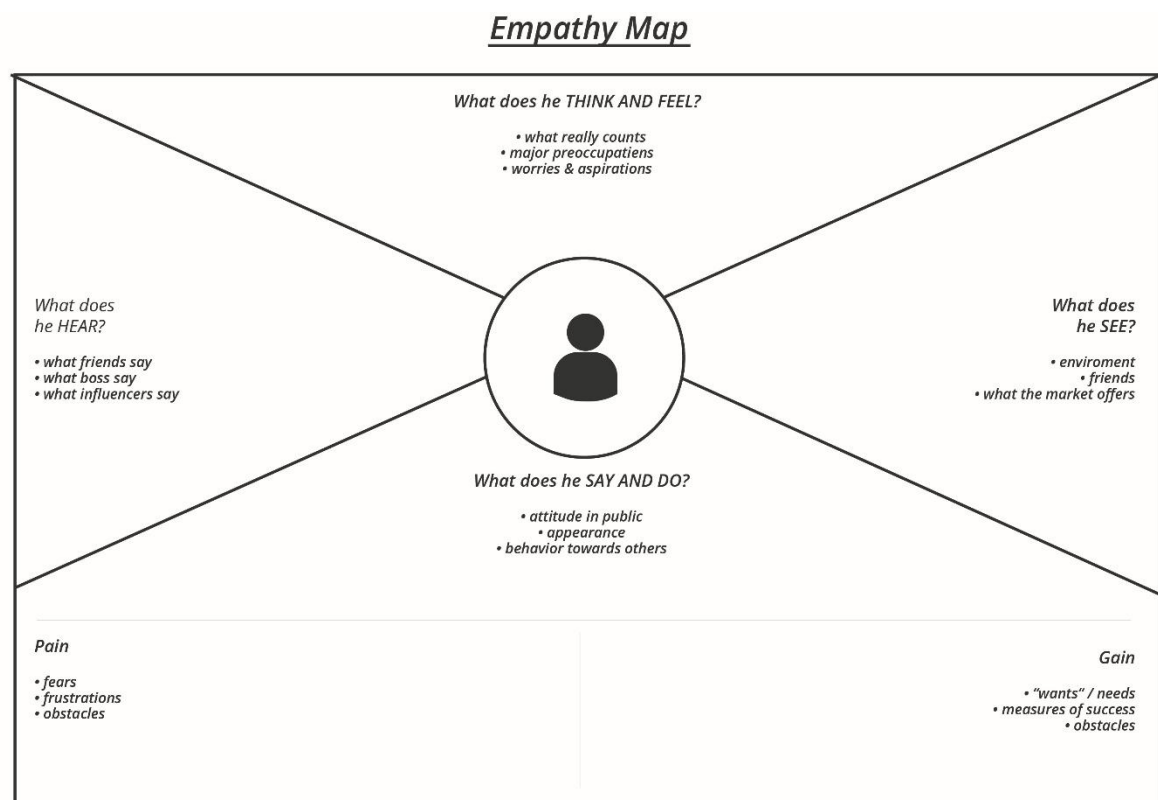 Empathy Map
What does he THINK AND FEEL?
• what really counts
• major preoccupatiens
• worries & aspirations
What does
he HEAR?
• what friends say
• what boss say
• what influencers say
What does
he SEE?
• enviroment
• friends
• what the market offers
What does he SAY AND DO?
• attitude in public
• appearance
• behavior towards others
Pain
• fears
• frustrations
• obstacles
Gain
• “wants” / needs
• measures of success
• obstacles